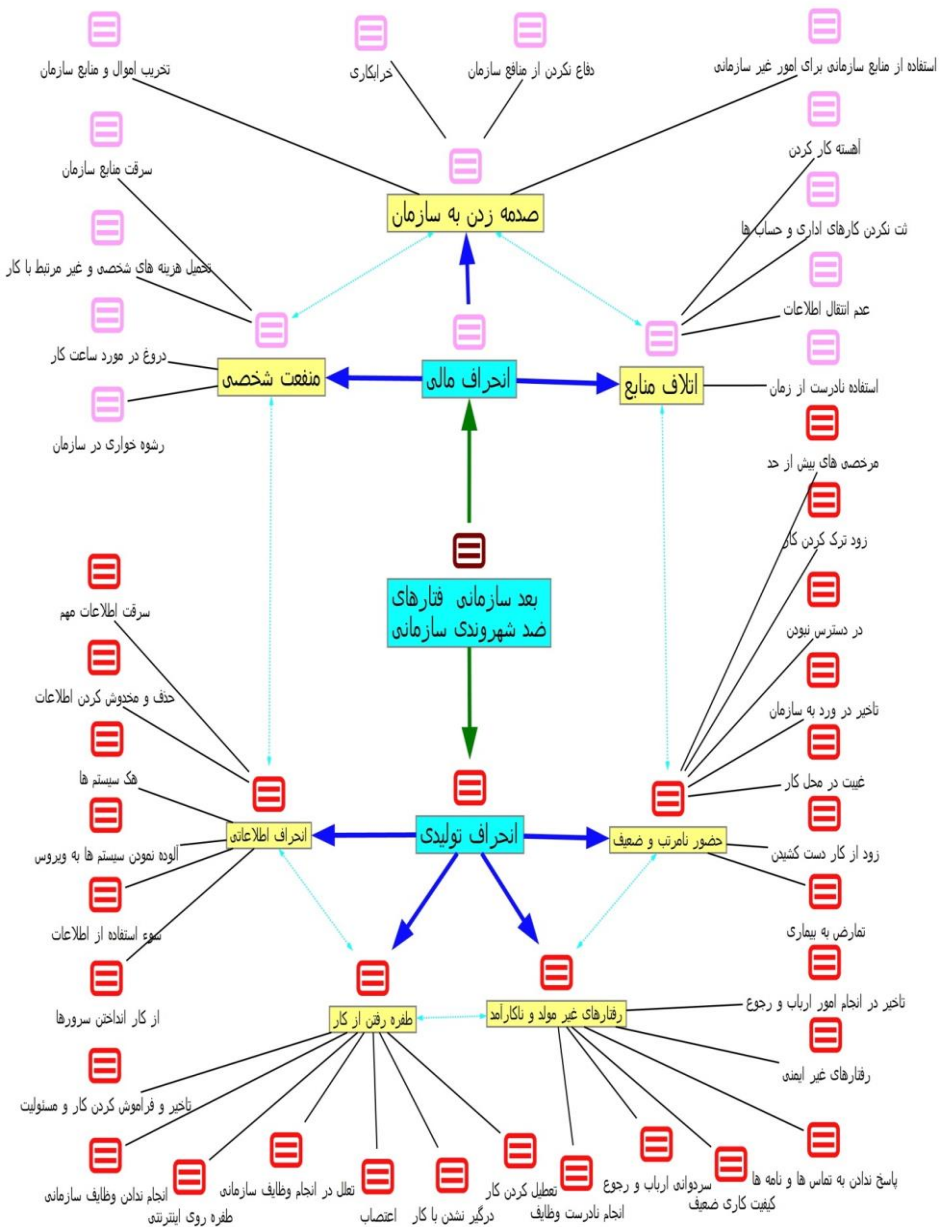 تخریب اموال و منابع سازمان
خرابکاری
دفاع نکردن از منافع سازمان
استفاده از منابع سازمانی برای امور غیر سازمانی
آهسته کار کردن
سرقت منابع سازمان
صدمه زدن به سازمان
ثت نکردن کارهای اداری و حساب ها
تحمیل هزینه های شخصی و غیر مرتبط با کار
عدم انتقال اطلاعات
دروغ در مورد ساعت کار
منفعت شخصی
انحراف مالی
اتلاف منابع
استفاده نادرست از زمان
رشوه خواری در سازمان
مرخصی های بیش از حد
زود ترک کردن کار
بعد سازمانی فتارهای
ضد شهروندی سازمانی
سرقت اطلاعات مهم
در دسترس نبودن
حذف و مخدوش کردن اطلاعات
تاخیر در ورد به سازمان
هک سیستم ها
غیبت در محل کار
انحراف اطلاعاتی
انحراف تولیدی
حضور نامرتب و ضعیف
آلوده نمودن سیستم ها به ویروس
زود از کار دست کشیدن
سوء استفاده از اطلاعات
تمارض به بیماری
از کار انداختن سرورها
طفره رفتن از کار
رفتارهای غیر مولد و ناکارآمد
تاخیر در انجام امور ارباب و رجوع
رفتارهای غیر ایمنی
تاخیر و فراموش کردن کار و مسئولیت
انجام ندادن وظایف سازمانی
طفره روی اینترنتی
تعلل در انجام وظایف سازمانی
اعتصاب
درگیر نشدن با کار
تعطیل کردن کار
انجام نادرست وظایف
سردوانی ارباب و رجوع
کیفیت کاری ضعیف
پاسخ ندادن به تماس ها و نامه ها